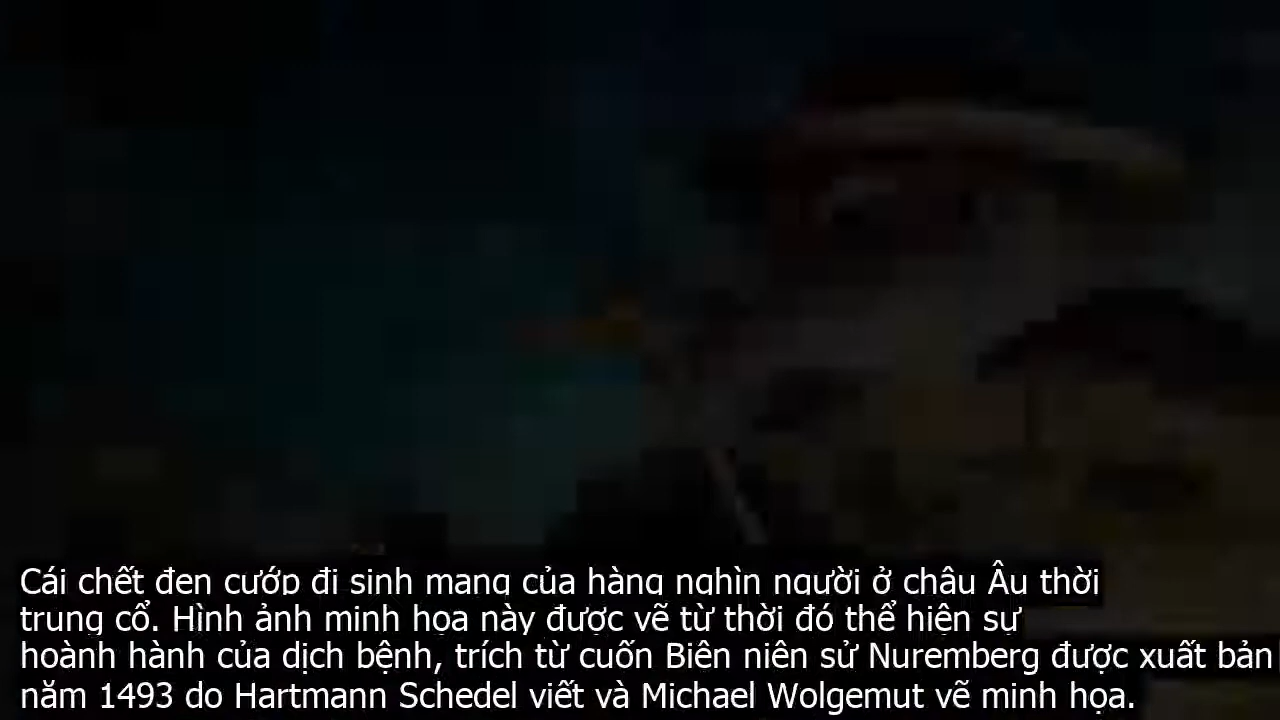 Cái chết đen cướp đi sinh mạng của hàng nghìn người ở châu Âu thời
trung cổ. Hình ảnh minh họa này được vẽ từ thời đó thể hiện sự
hoành hành của dịch bệnh, trích từ cuốn Biên niên sử Nuremberg được xuất bản
năm 1493 do Hartmann Schedel viết và Michael Wolgemut vẽ minh họa.